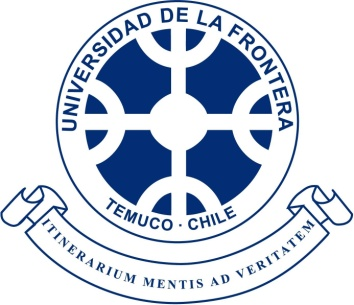 UNIVERSIDAD DE LA FRONTERA
TEMUCO · CHILE
ITINERARIUM MENTIS AD VERITATEM